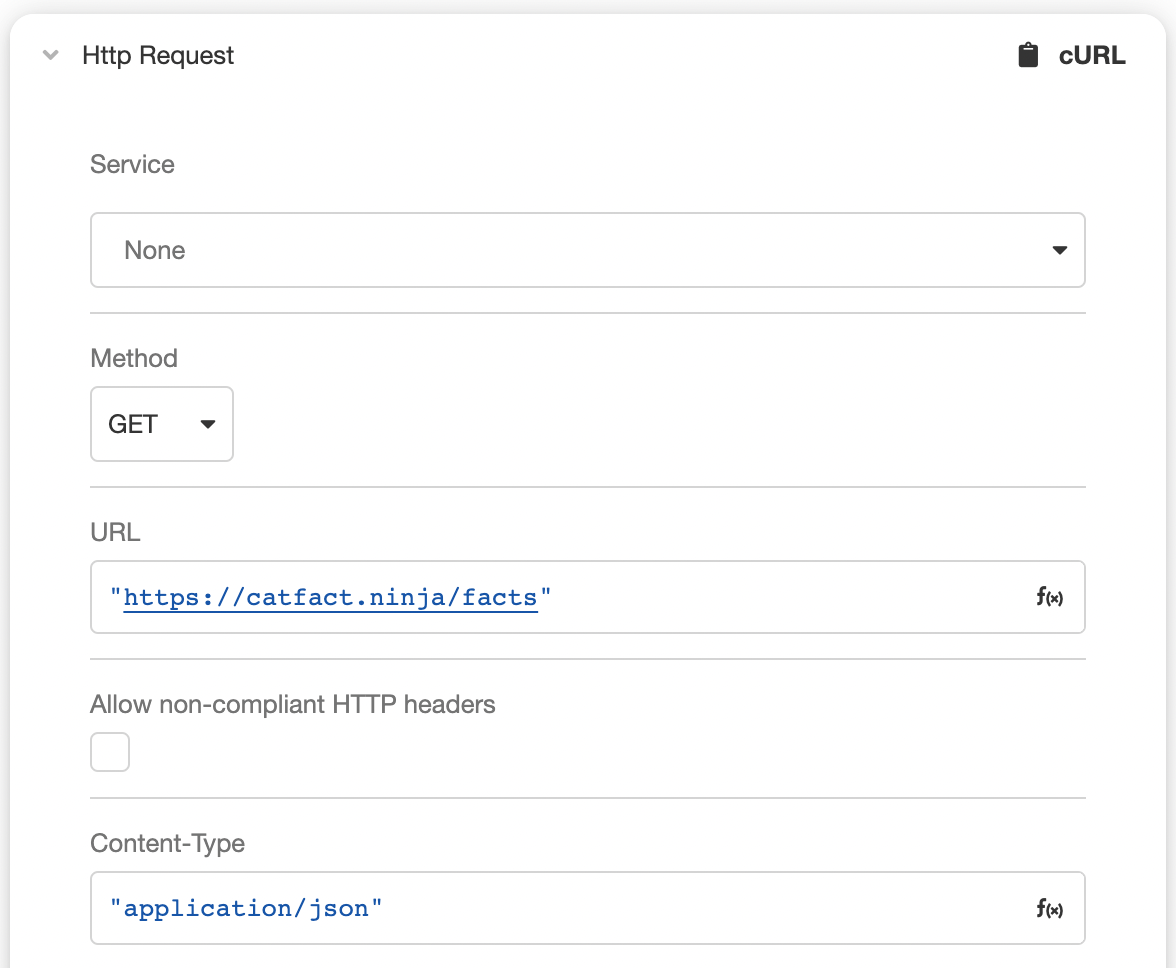 Http Request
cURL
Service
None
Method
GET
URL
"https://catfact.ninja/facts"
f(x)
Allow non-compliant HTTP headers
Content-Type
"application/json"
f(x)